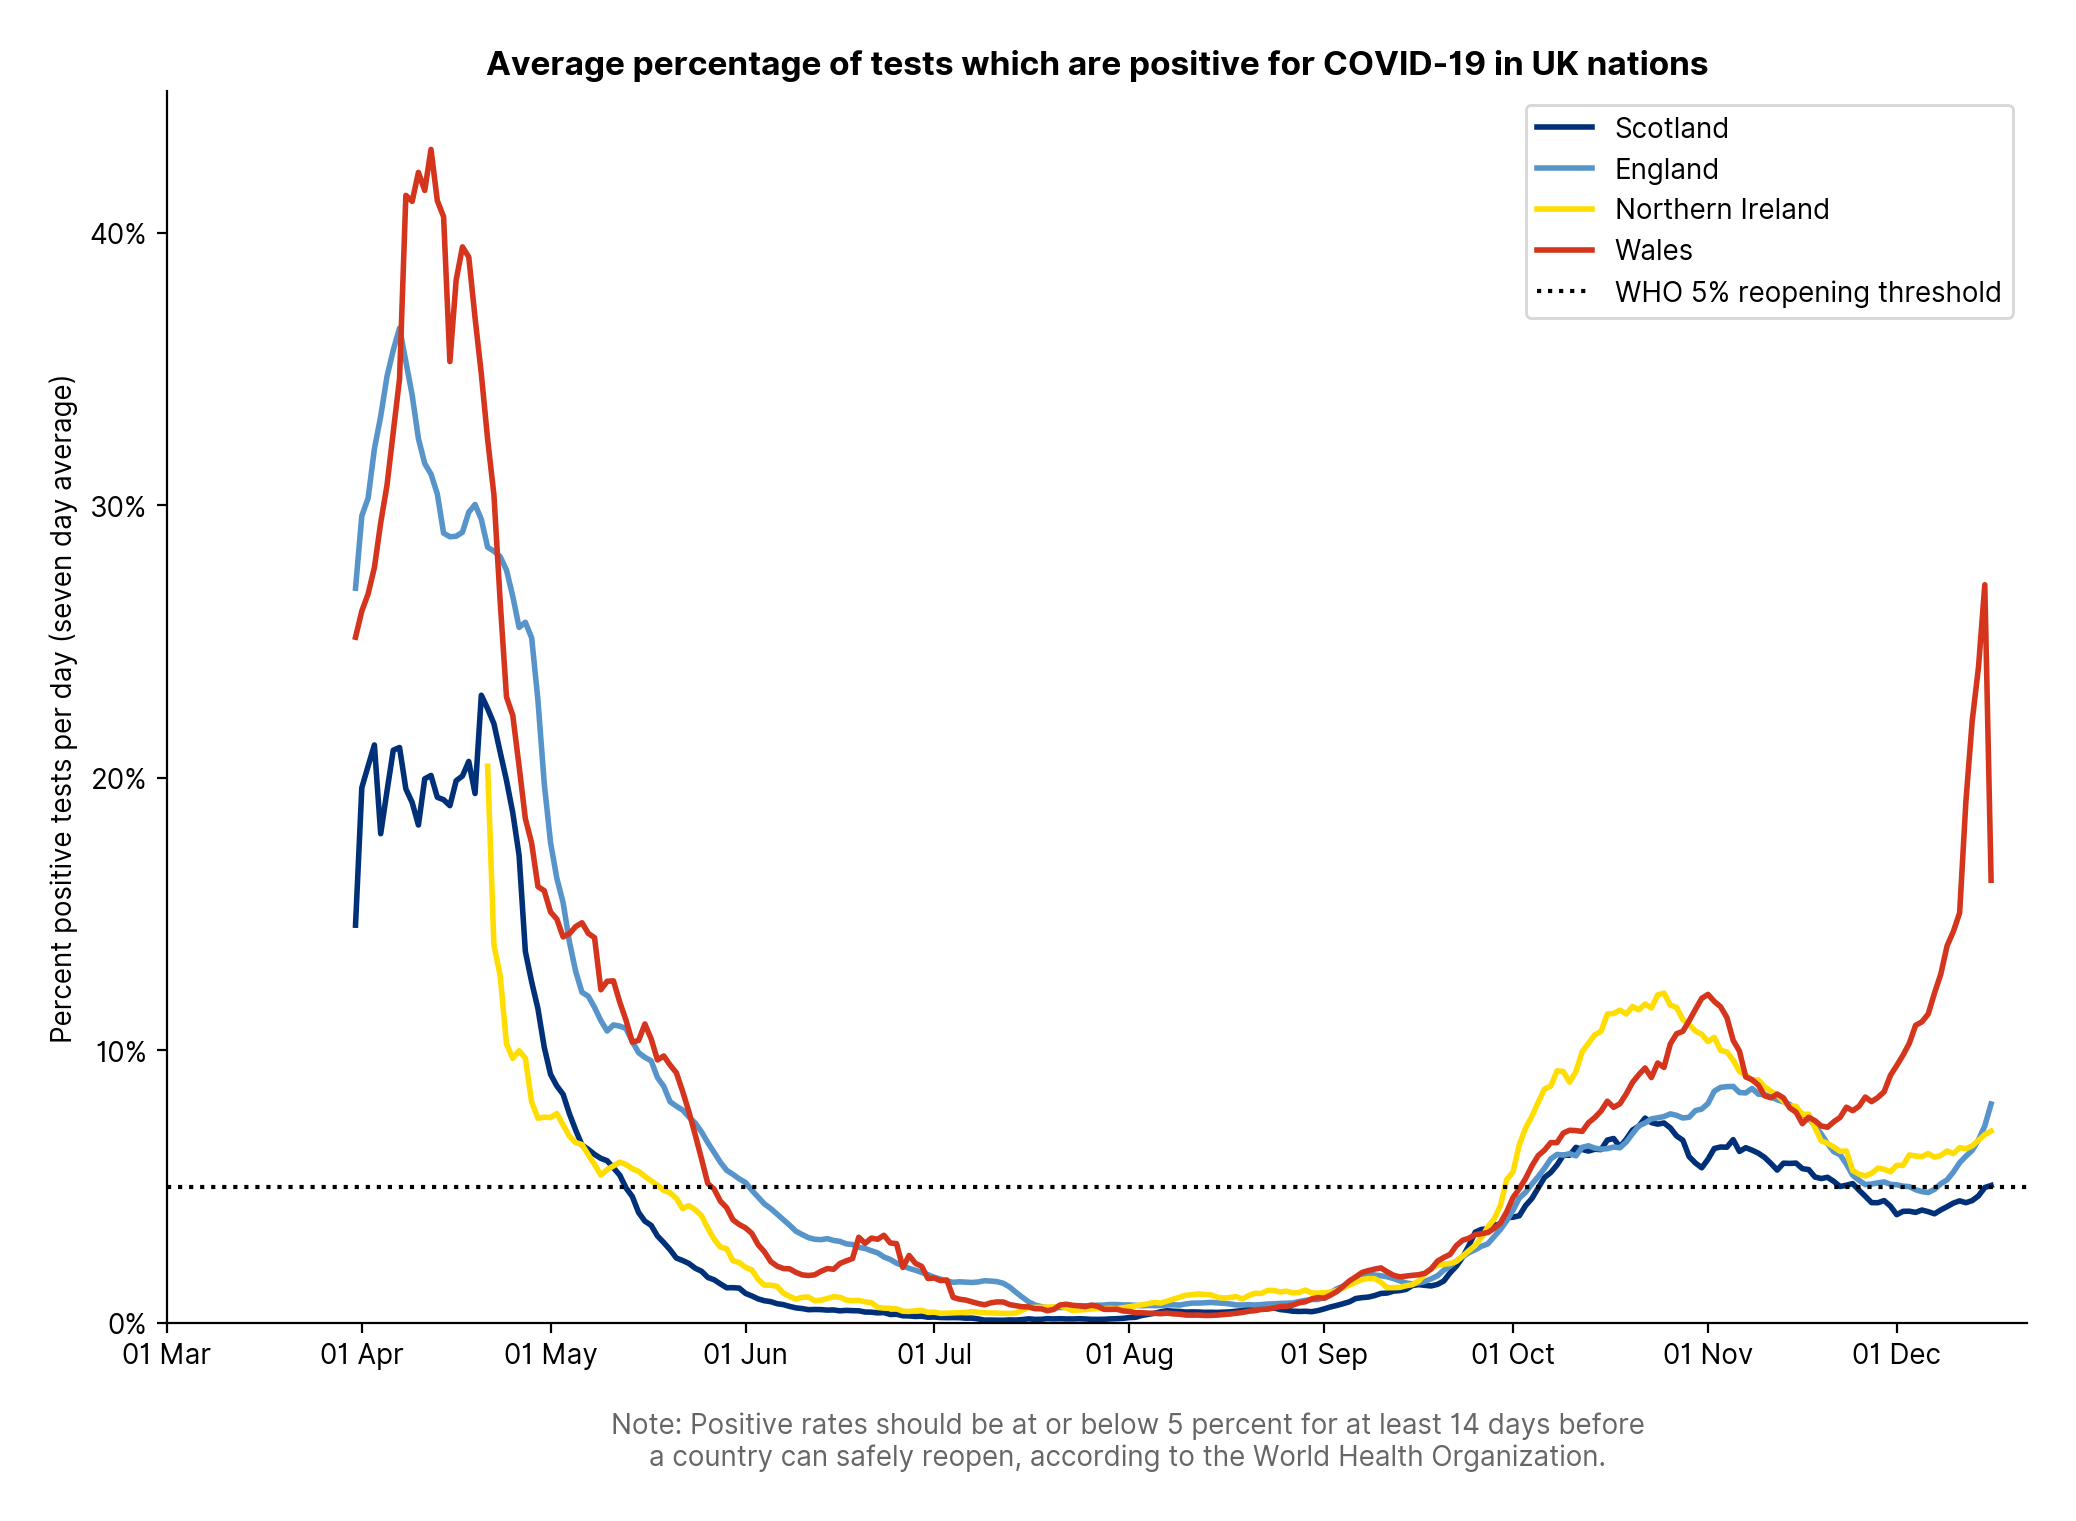 Average percentage of tests which are positive for COVID-19 in UK nations
Scotland
England
Northern Ireland
Wales
WHO 5% reopening threshold
Percent positive tests per day (seven day average)
40%
30%
20%
10%
0%
01 Mar
01 Apr
01 May
01 Jun
01 Jul
01 Aug
01 Sep
01 Oct
01 Nov
01 Dec
Note: Positive rates should be at or below 5 percent for at least 14 days before
a country can safely reopen, according to the World Health Organization.